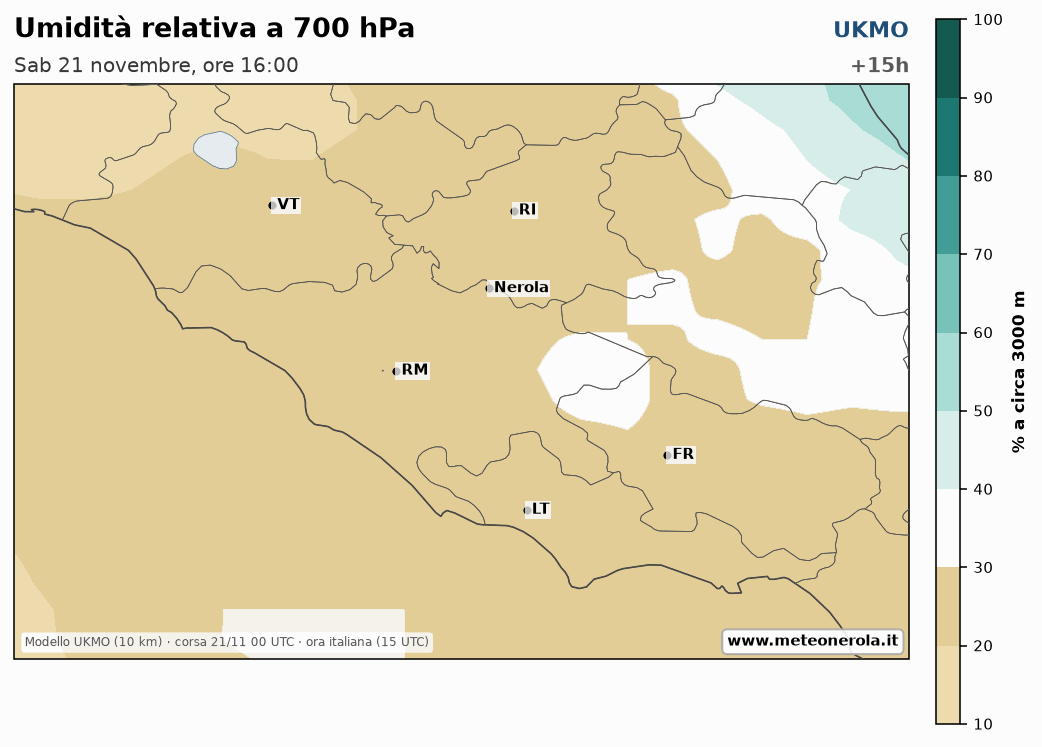 Umidità relativa a 700 hPa
UKMO
Sab 21 novembre, ore 16:00
+15h
VT
RI
Nerola
RM
FR
LT
Modello UKMO (10 km) · corsa 21/11 00 UTC · ora italiana (15 UTC)
www.meteonerola.it
100
90
80
70
60
50
40
30
20
10
% a circa 3000 m